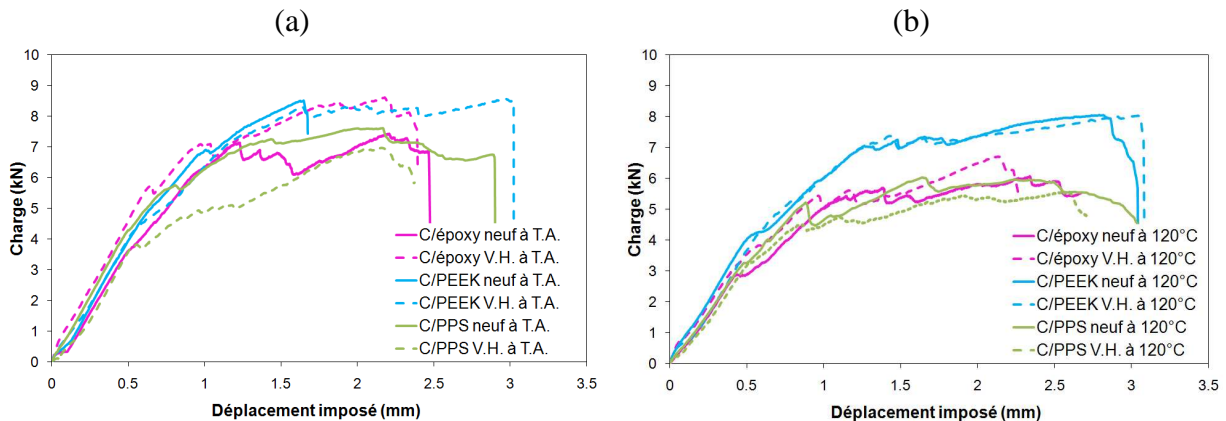 (a)
10
9
8
7
6
5
4
3
2
1
0
Charge (kN)
C/époxy neuf à T.A.
C/époxy V.H. à T.A.
C/PEEK neuf à T.A.
C/PEEK V.H. à T.A.
C/PPS neuf à T.A.
C/PPS V.H. à T.A.
0 0.5 1 1.5 2 2.5 3 3.5
Déplacement imposé (mm)
(b)
10
9
8
7
6
5
4
3
2
1
0
Charge (kN)
C/époxy neuf à 120°C
C/époxy V.H. à 120°C
C/PEEK neuf à 120°C
C/PEEK V.H. à 120°C
C/PPS neuf à 120°C
C/PPS V.H. à 120°C
0 0.5 1 1.5 2 2.5 3 3.5
Déplacement imposé (mm)